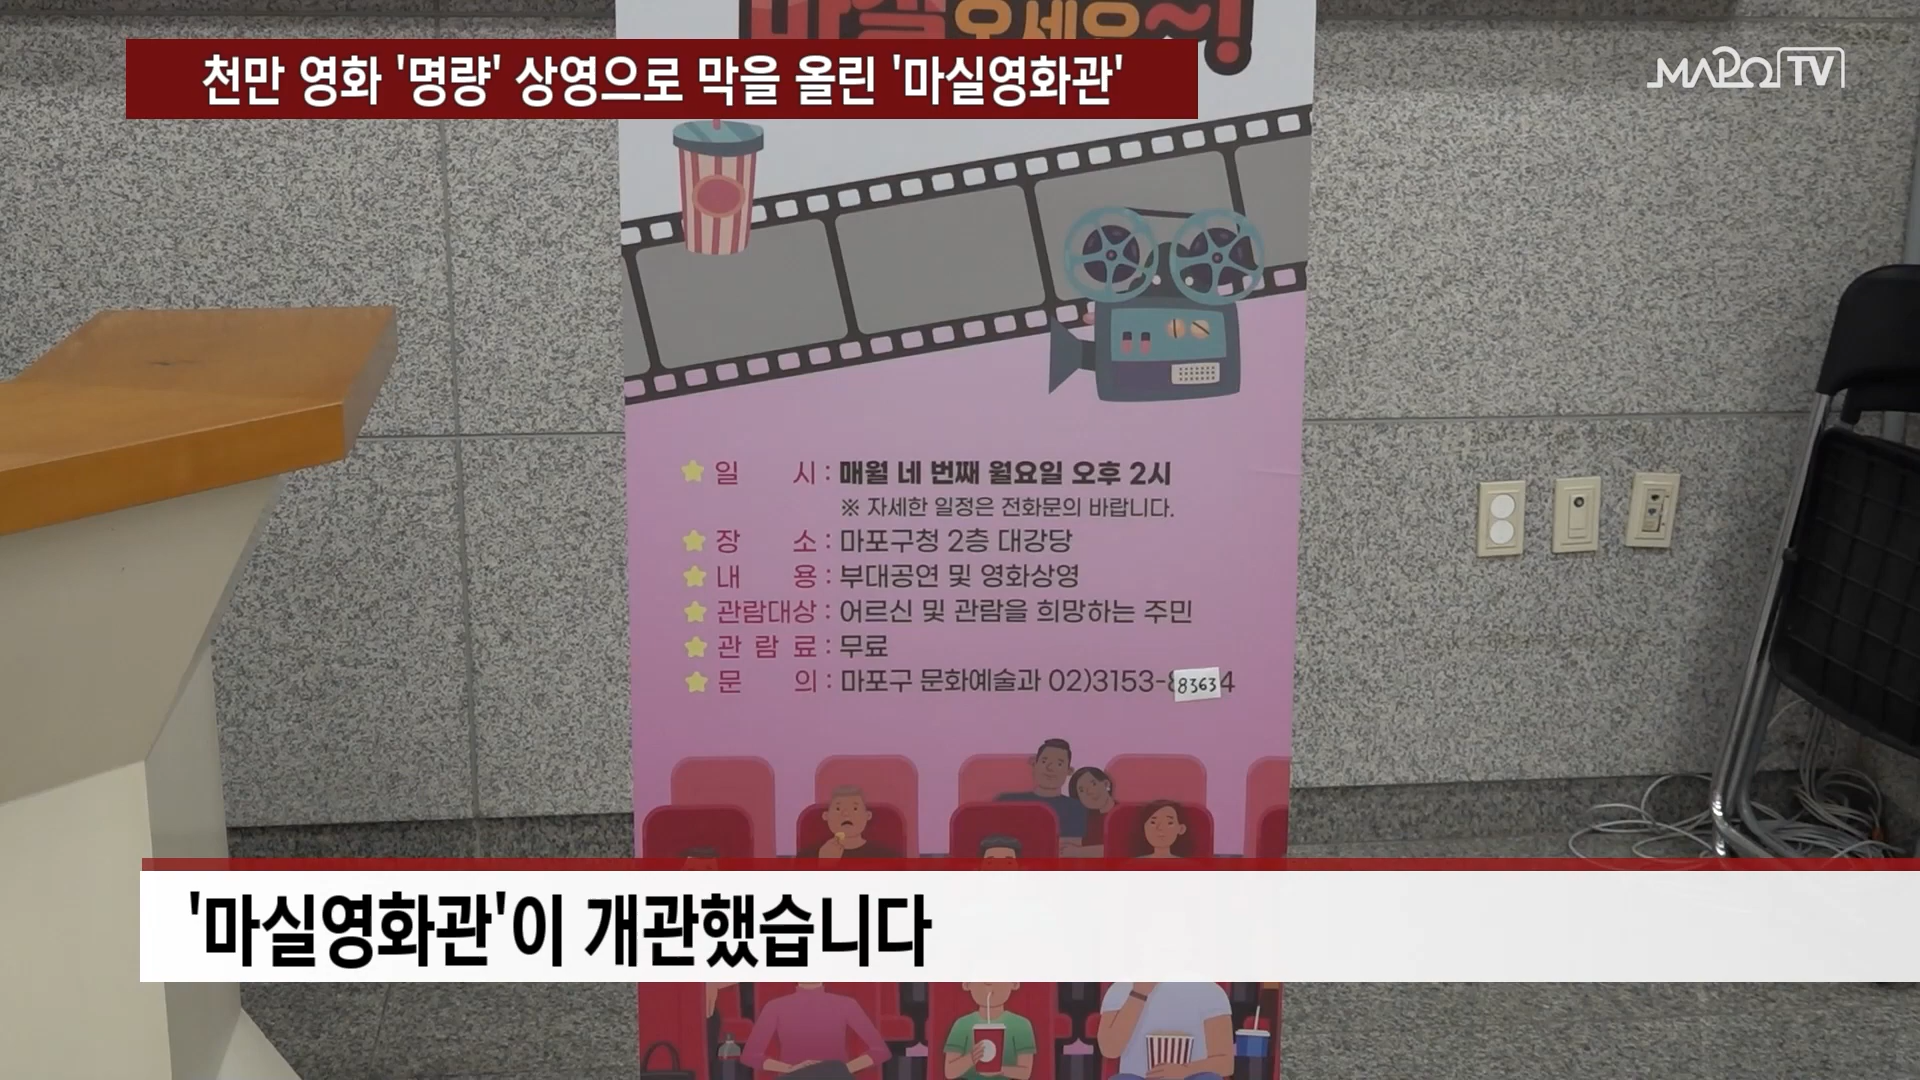 마실오세요~!
천만 영화 '명량' 상영으로 막을 올린 '마실영화관'
MAPO TV
일 시 : 매월 네 번째 월요일 오후 2시
※ 자세한 일정은 전화문의 바랍니다.
장 소 : 마포구청 2층 대강당
내 용 : 부대공연 및 영화상영
관람대상 : 어르신 및 관람을 희망하는 주민
관 람 료 : 무료
문 의 : 마포구 문화예술과 02)3153-83634
'마실영화관'이 개관했습니다